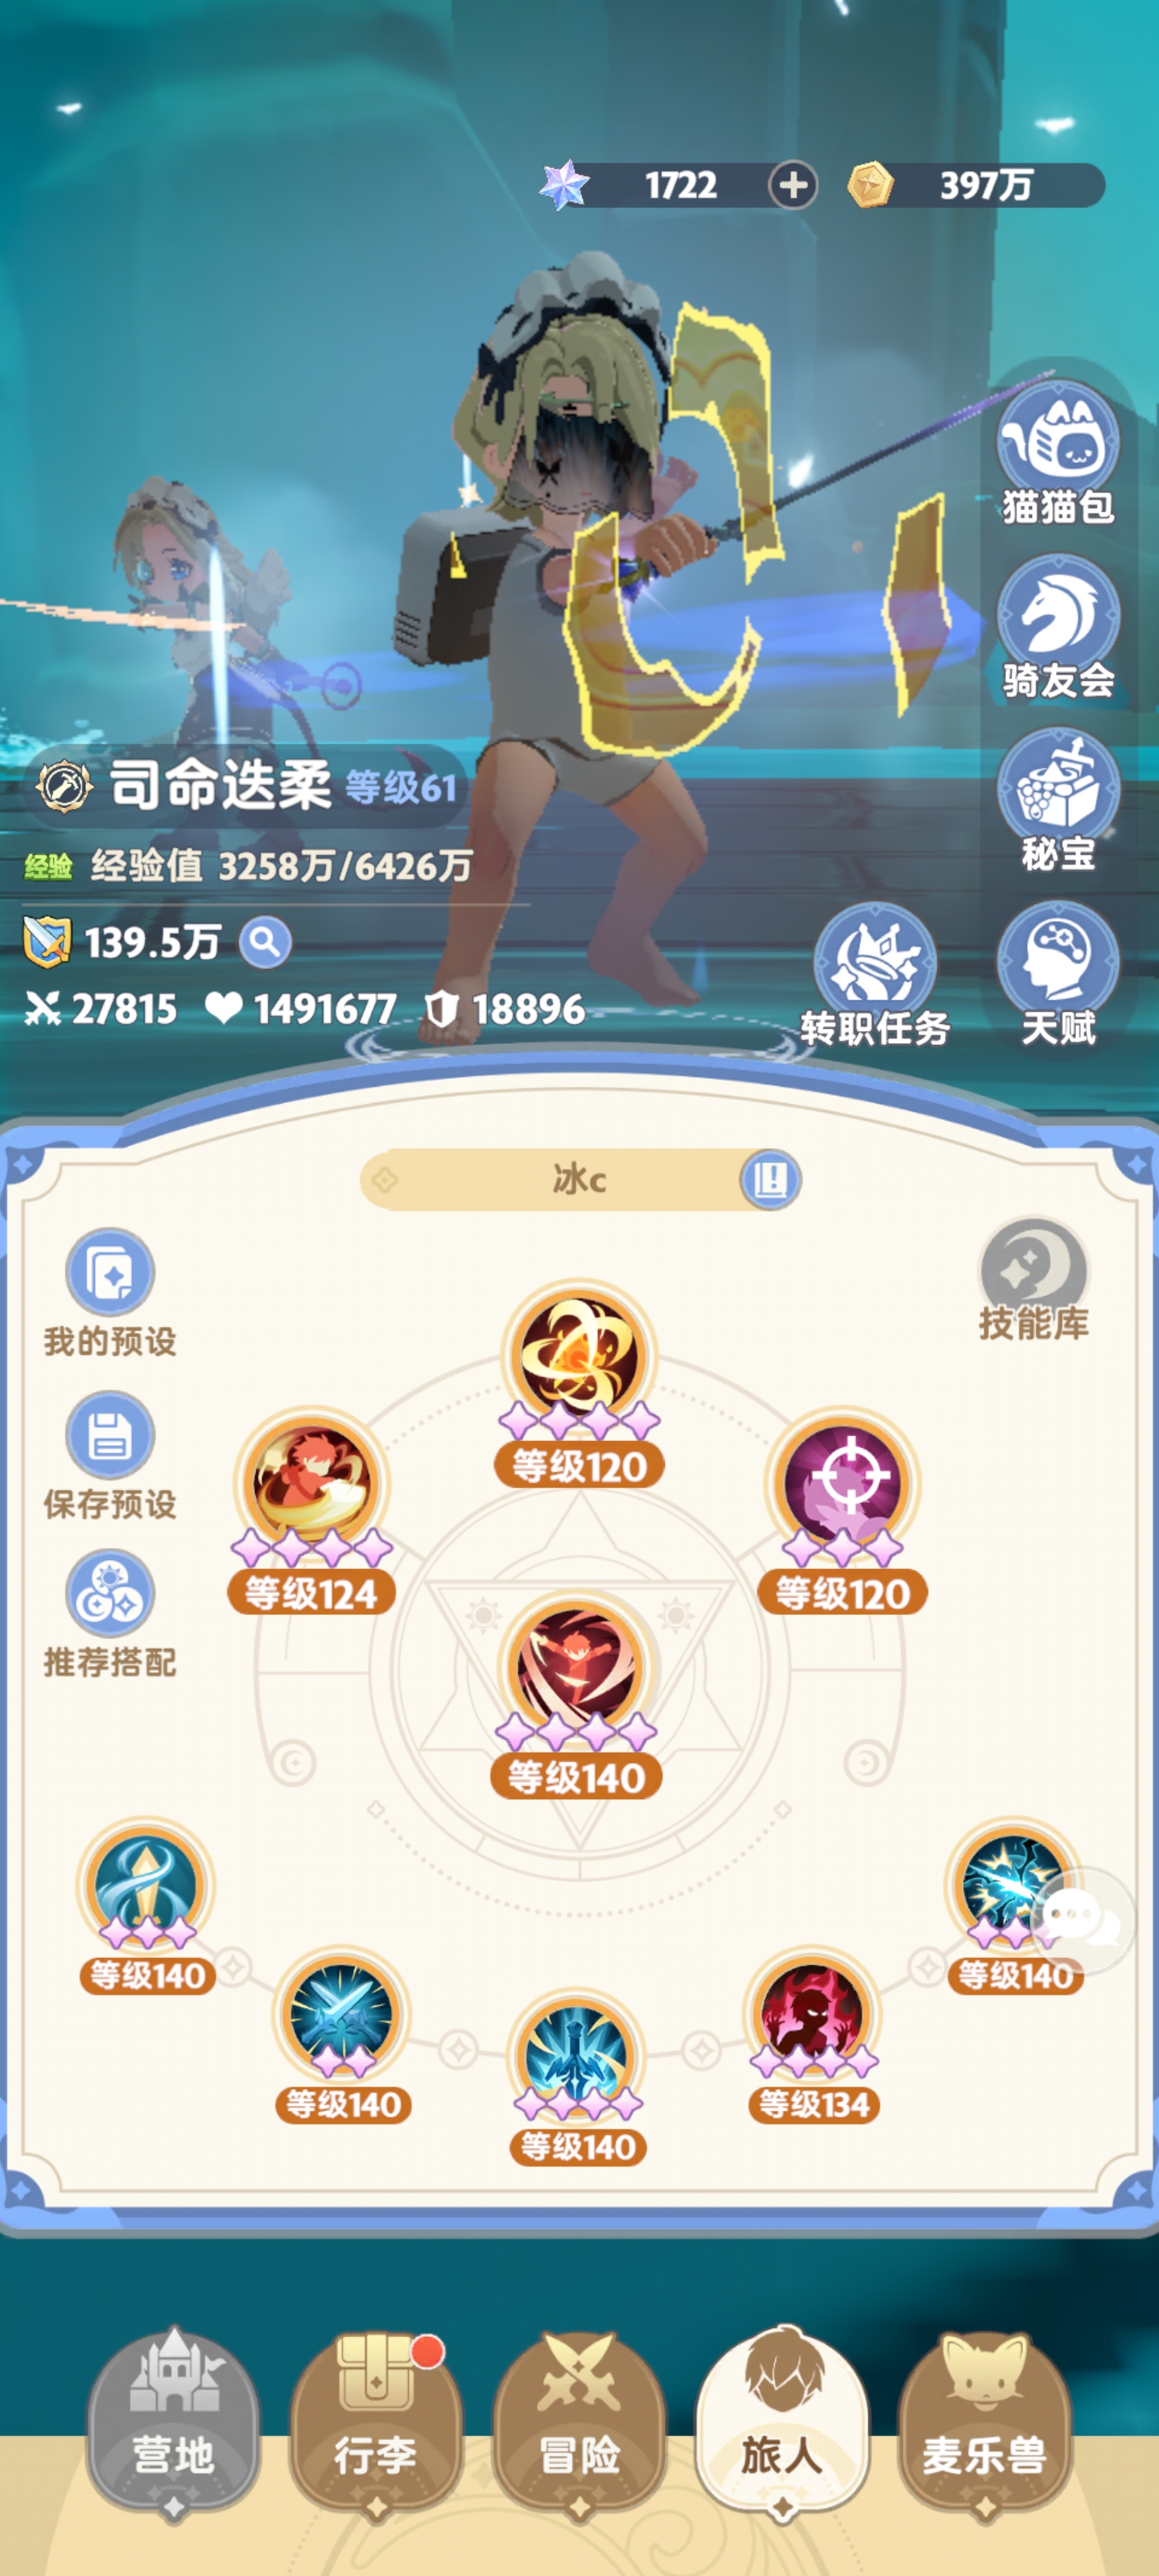 1722
397万
猫猫包
骑友会
秘宝
司命迭柔 等级61
经验 经验值 3258万/6426万
139.5万
27815 1491677 18896
转职任务
天赋
冰c
我的预设
技能库
保存预设
推荐搭配
等级120
等级124
等级120
等级140
等级140
等级140
等级140
等级134
等级140
营地
行李
冒险
旅人
麦乐兽